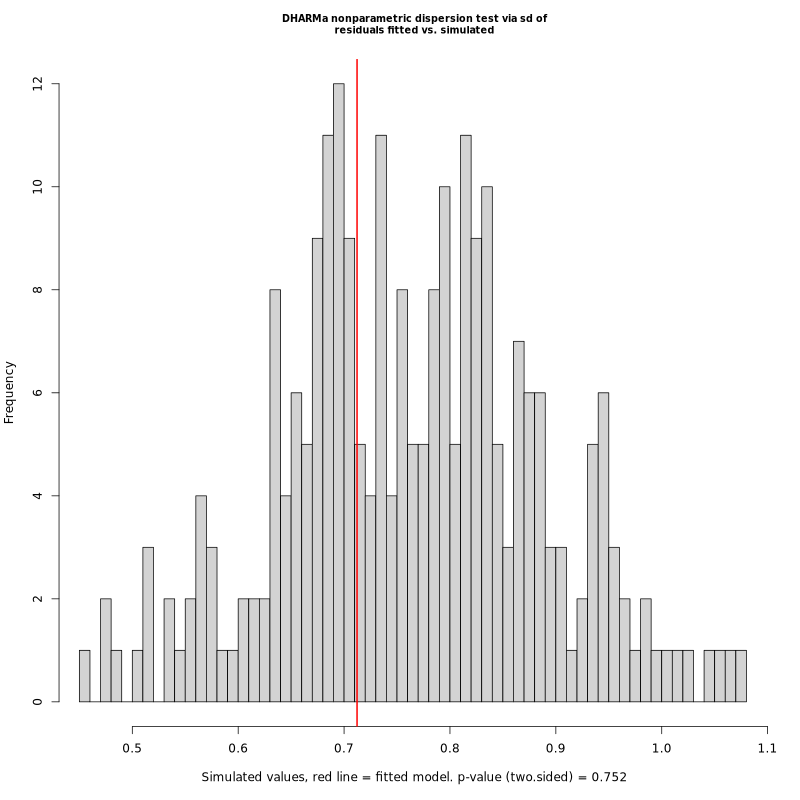 DHARMa nonparametric dispersion test via sd of
residuals fitted vs. simulated
12
10
8
6
4
2
0
Frequency
0.5 0.6 0.7 0.8 0.9 1.0 1.1
Simulated values, red line = fitted model. p-value (two.sided) = 0.752